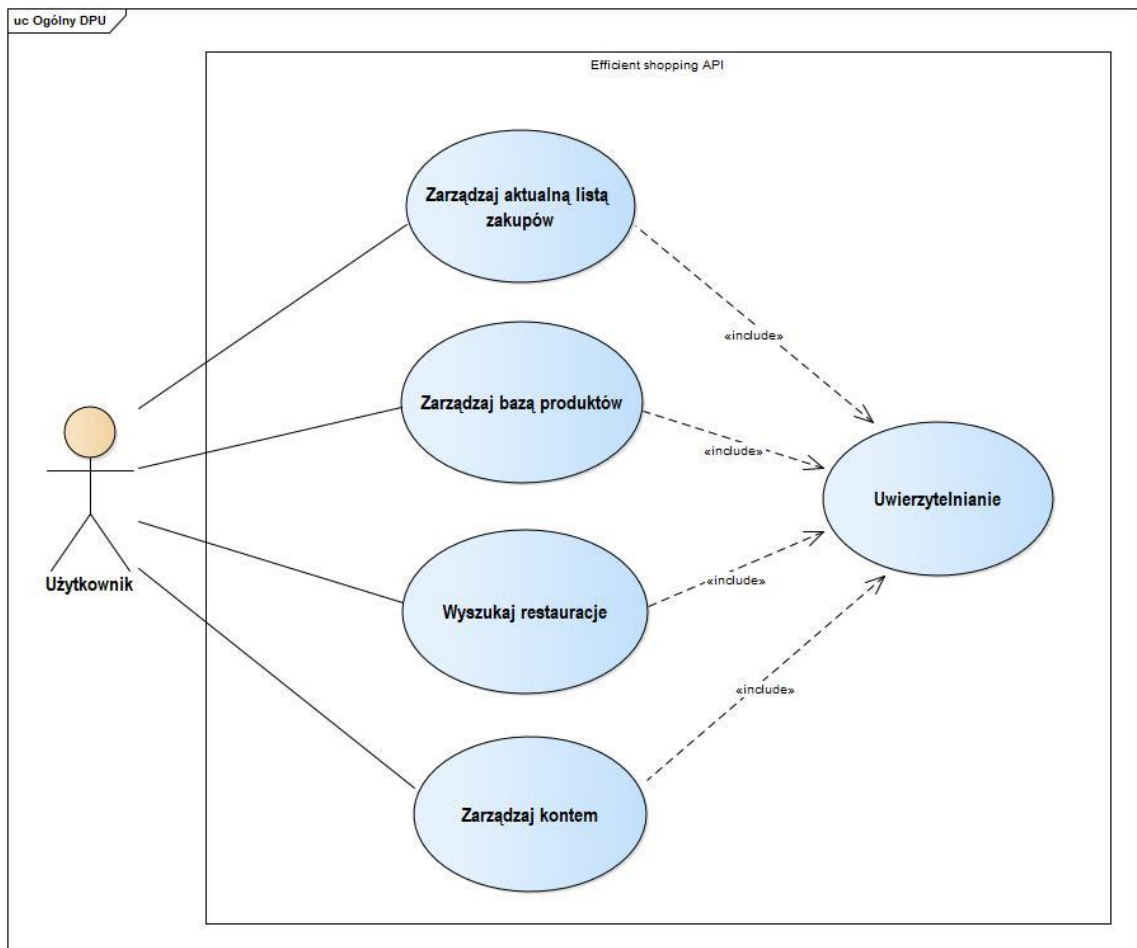 uc Ogólny DPU
Efficient shopping API
Zarządzaj aktualną listą
zakupów
«include»
Zarządzaj bazą produktów
«include»
Uwierzytelnianie
Użytkownik
«include»
Wyszukaj restauracje
«include»
Zarządzaj kontem